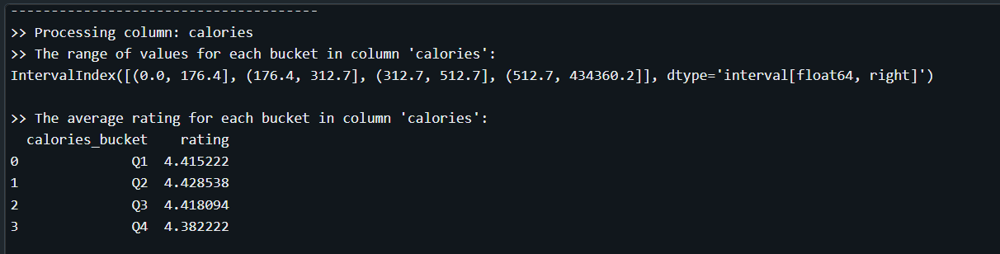 --------------------------------------
>> Processing column: calories
>> The range of values for each bucket in column 'calories':
IntervalIndex([(0.0, 176.4], (176.4, 312.7], (312.7, 512.7], (512.7, 434360.2]], dtype='interval[float64, right]')
>> The average rating for each bucket in column 'calories':
calories_bucket rating
0 Q1 4.415222
1 Q2 4.428538
2 Q3 4.418094
3 Q4 4.382222